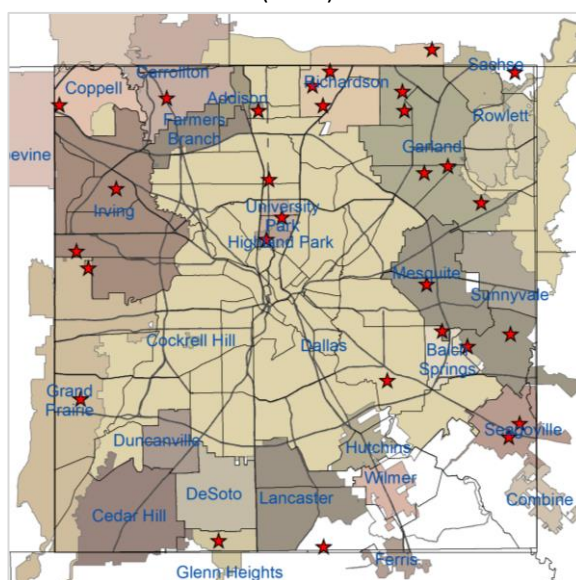 Coppell
Carrollton
Addison
Richardson
Sachse
Farmers
Branch
Rowlett
Garland
evine
Irving
University
Park
Highland Park
Mesquite
Sunnyvale
Cockrell Hill
Dallas
Balch
Springs
Grand
Prairie
Seagoville
Duncanville
Hutchins
DeSoto
Lancaster
Wilmer
Combine
Cedar Hill
Ferris
Glenn Heights